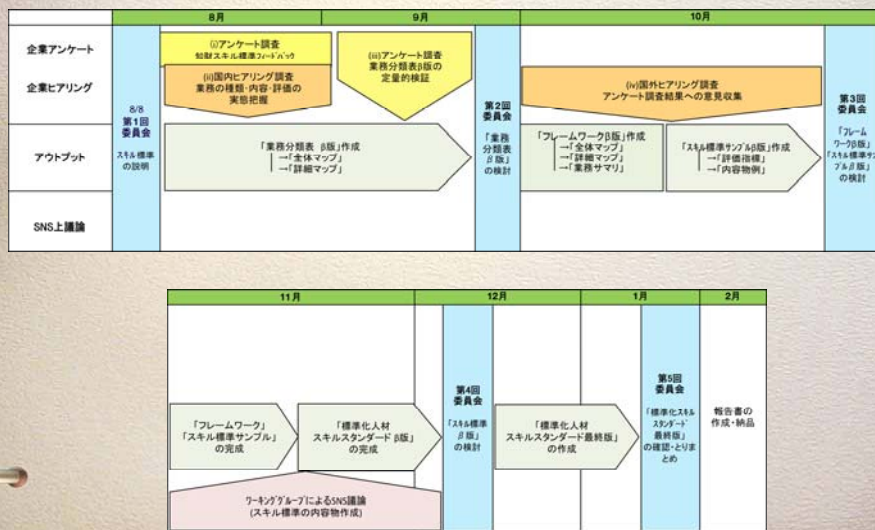 8月
9月
10月
企業アンケート
企業ヒアリング
アウトプット
SNS上議論
8/8
第1回
委員会
スキル標準
の説明
(i)アンケート調査
知財スキル標準フィードバック
(ii)国内ヒアリング調査
業務の種類・内容・評価の
実態把握
(iii)アンケート調査
業務分類表β版の
定量的検証
「業務分類表 β版」作成
→「全体マップ」
→「詳細マップ」
第2回
委員会
「業務
分類表
β版」
の検討
(iv)国外ヒアリング調査
アンケート調査結果への意見収集
「フレームワークβ版」作成
→「全体マップ」
→「詳細マップ」
→「業務サマリ」
「スキル標準サンプルβ版」作成
→「評価指標」
→「内容物例」
第3回
委員会
「フレーム
ワークβ版」
「スキル標準サン
プルβ版」
の検討
11月
12月
1月
2月
「フレームワーク」
「スキル標準サンプル」
の完成
「標準化人材
スキルスタンダード β版」
の完成
ワーキンググループによるSNS議論
(スキル標準の内容物作成)
第4回
委員会
「スキル標準
β版」
の検討
「標準化人材
スキルスタンダード最終版」
の作成
第5回
委員会
「標準化スキル
スタンダード
最終版」
の確認・とりま
とめ
報告書の
作成・納品